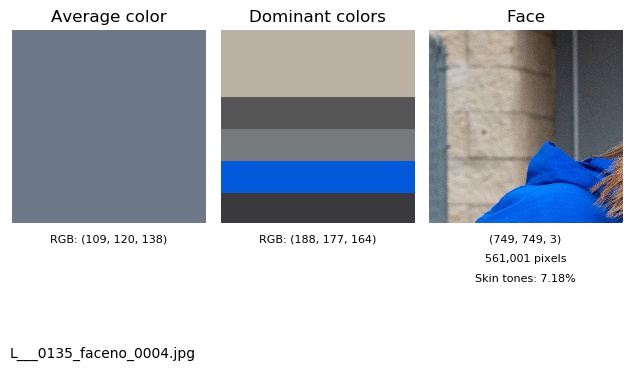 Average color
Dominant colors
Face
RGB: (109, 120, 138)
RGB: (188, 177, 164)
(749, 749, 3)
561,001 pixels
Skin tones: 7.18%
L___0135_faceno_0004.jpg